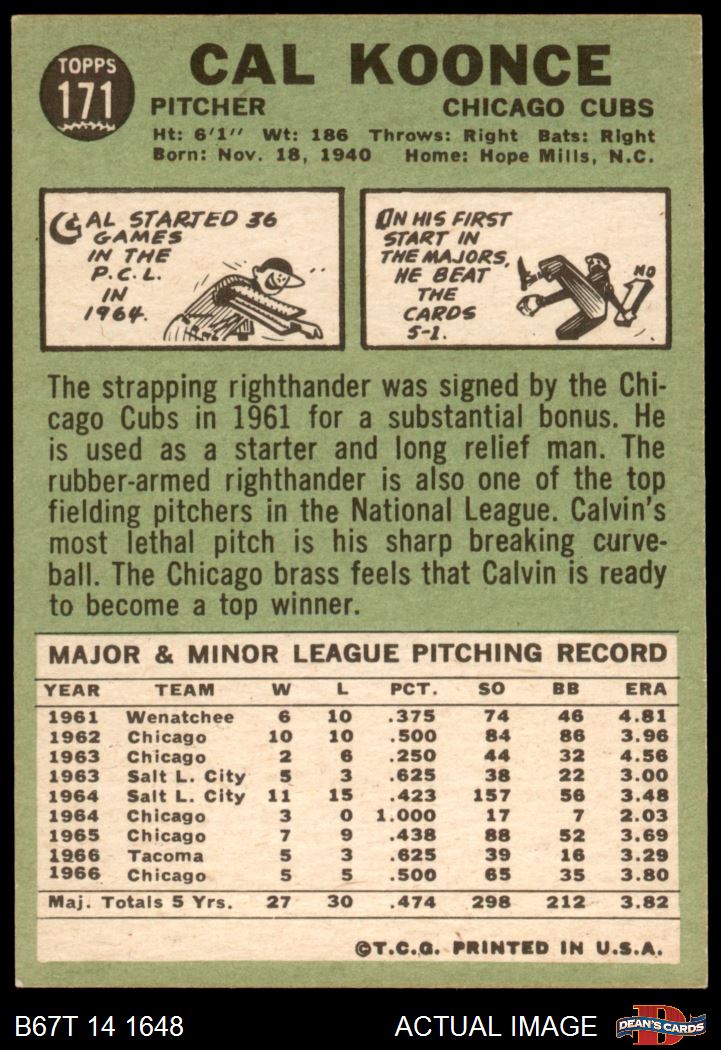 TOPPS
171
CAL KOONCE
PITCHER CHICAGO CUBS
Ht: 6'1" Wt: 186 Throws: Right Bats: Right
Born: Nov. 18, 1940 Home: Hope Mills, N.C.
CAL STARTED 36
GAMES
IN THE
P.C.L.
IN
1964.
ON HIS FIRST
START IN
THE MAJORS,
HE BEAT
THE
CARDS
5-1.
NO
The strapping righthander was signed by the Chi-
cago Cubs in 1961 for a substantial bonus. He
is used as a starter and long relief man. The
rubber-armed righthander is also one of the top
fielding pitchers in the National League. Calvin's
most lethal pitch is his sharp breaking curve-
ball. The Chicago brass feels that Calvin is ready
to become a top winner.
MAJOR & MINOR LEAGUE PITCHING RECORD
YEAR TEAM W L PCT. SO BB ERA
1961 Wenatchee 6 10 .375 74 46 4.81
1962 Chicago 10 10 .500 84 86 3.96
1963 Chicago 2 6 .250 44 32 4.56
1963 Salt L. City 5 3 .625 38 22 3.00
1964 Salt L. City 11 15 .423 157 56 3.48
1964 Chicago 3 0 1.000 17 7 2.03
1965 Chicago 7 9 .438 88 52 3.69
1966 Tacoma 5 3 .625 39 16 3.29
1966 Chicago 5 5 .500 65 35 3.80
Maj. Totals 5 Yrs. 27 30 .474 298 212 3.82
©T.C.G. PRINTED IN U.S.A.
B67T 14 1648 ACTUAL IMAGE
D
DEAN'S CARDS